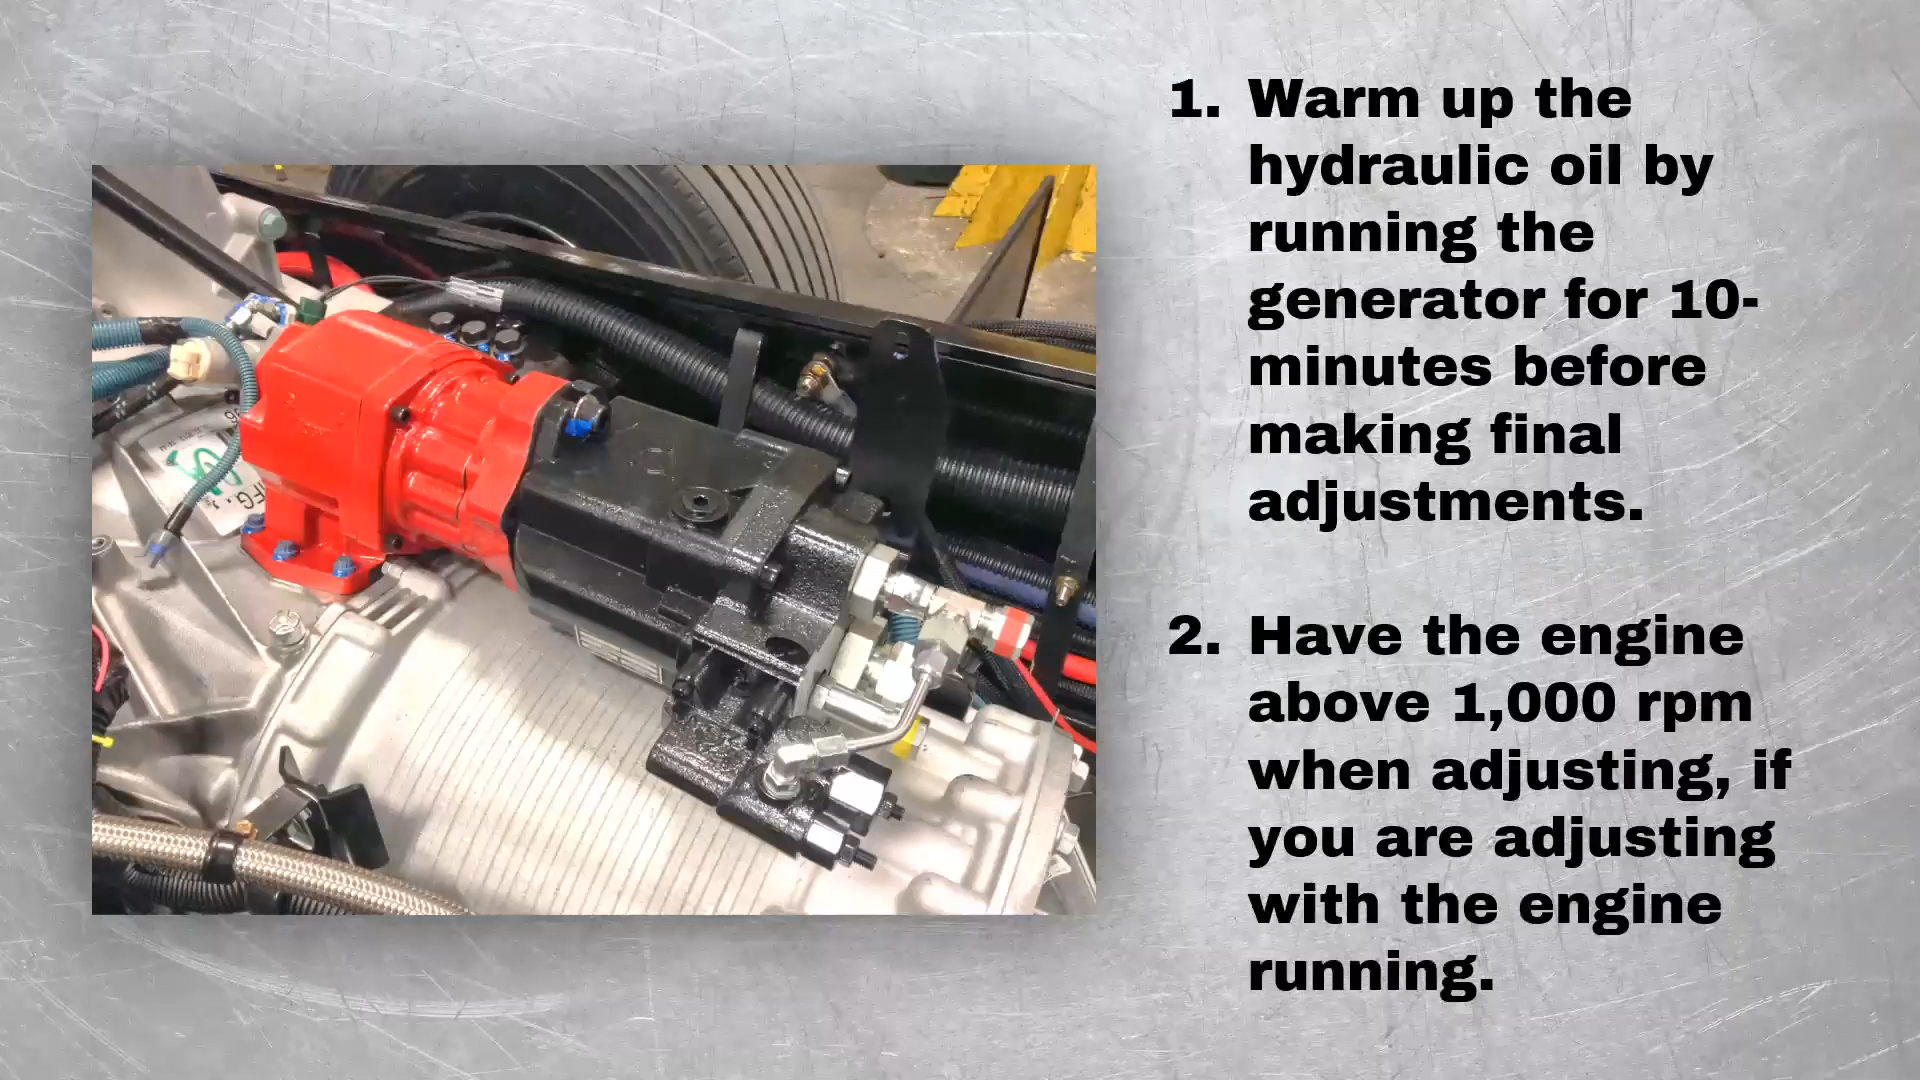 1. Warm up the
hydraulic oil by
running the
generator for 10-
minutes before
making final
adjustments.
2. Have the engine
above 1,000 rpm
when adjusting, if
you are adjusting
with the engine
running.